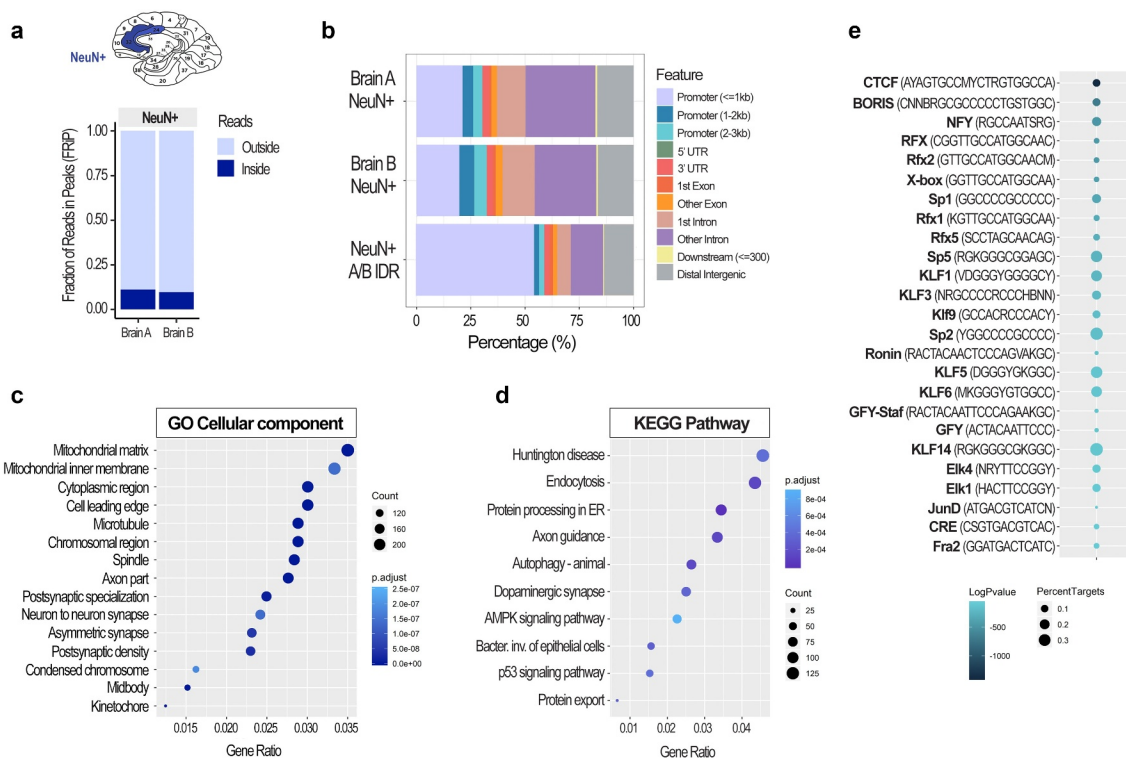 a
NeuN+
NeuN+
Fraction of Reads in Peaks (FRiP)
1.00
0.75
0.50
0.25
0.00
Brain A
Brain B
Reads
Outside
Inside
b
Brain A
NeuN+
Brain B
NeuN+
NeuN+
A/B IDR
0
25
50
75
100
Percentage (%)
Feature
Promoter (<=1kb)
Promoter (1-2kb)
Promoter (2-3kb)
5' UTR
3' UTR
1st Exon
Other Exon
1st Intron
Other Intron
Downstream (<=300)
Distal Intergenic
c
GO Cellular component
Mitochondrial matrix
Mitochondrial inner membrane
Cytoplasmic region
Cell leading edge
Microtubule
Chromosomal region
Spindle
Axon part
Postsynaptic specialization
Neuron to neuron synapse
Asymmetric synapse
Postsynaptic density
Condensed chromosome
Midbody
Kinetochore
0.015
0.020
0.025
0.030
0.035
Gene Ratio
Count
120
160
200
p.adjust
2.5e-07
2.0e-07
1.5e-07
1.0e-07
5.0e-08
0.0e+00
d
KEGG Pathway
Huntington disease
Endocytosis
Protein processing in ER
Axon guidance
Autophagy - animal
Dopaminergic synapse
AMPK signaling pathway
Bacter. inv. of epithelial cells
p53 signaling pathway
Protein export
0.01
0.02
0.03
0.04
Gene Ratio
p.adjust
8e-04
6e-04
4e-04
2e-04
Count
25
50
75
100
125
e
CTCF (AYAGTGCCMYCTRGTGGCCA)
BORIS (CNNBRGCGCCCCCTGSTGGC)
NFY (RGCCAATSRG)
RFX (CGGTTGCCATGGCAAC)
Rfx2 (GTTGCCATGGCAACM)
X-box (GGTTGCCATGGCAA)
Sp1 (GGCCCCGCCCCC)
Rfx1 (KGTTGCCATGGCAA)
Rfx5 (SCCTAGCAACAG)
Sp5 (RGKGGGCGGAGC)
KLF1 (VDGGGYGGGGCY)
KLF3 (NRGCCCCRCCCHBNN)
Klf9 (GCCACRCCCACY)
Sp2 (YGGCCCCGCCCC)
Ronin (RACTACAACTCCCAGVAKGC)
KLF5 (DGGGYGKGGC)
KLF6 (MKGGGYGTGGCC)
GFY-Staf (RACTACAATTCCCAGAAKGC)
GFY (ACTACAATTCCC)
KLF14 (RGKGGGCGKGGC)
Elk4 (NRYTTCCGGY)
Elk1 (HACTTCCGGY)
JunD (ATGACGTCATCN)
CRE (CSGTGACGTCAC)
Fra2 (GGATGACTCATC)
LogPvalue
-500
-1000
PercentTargets
0.1
0.2
0.3